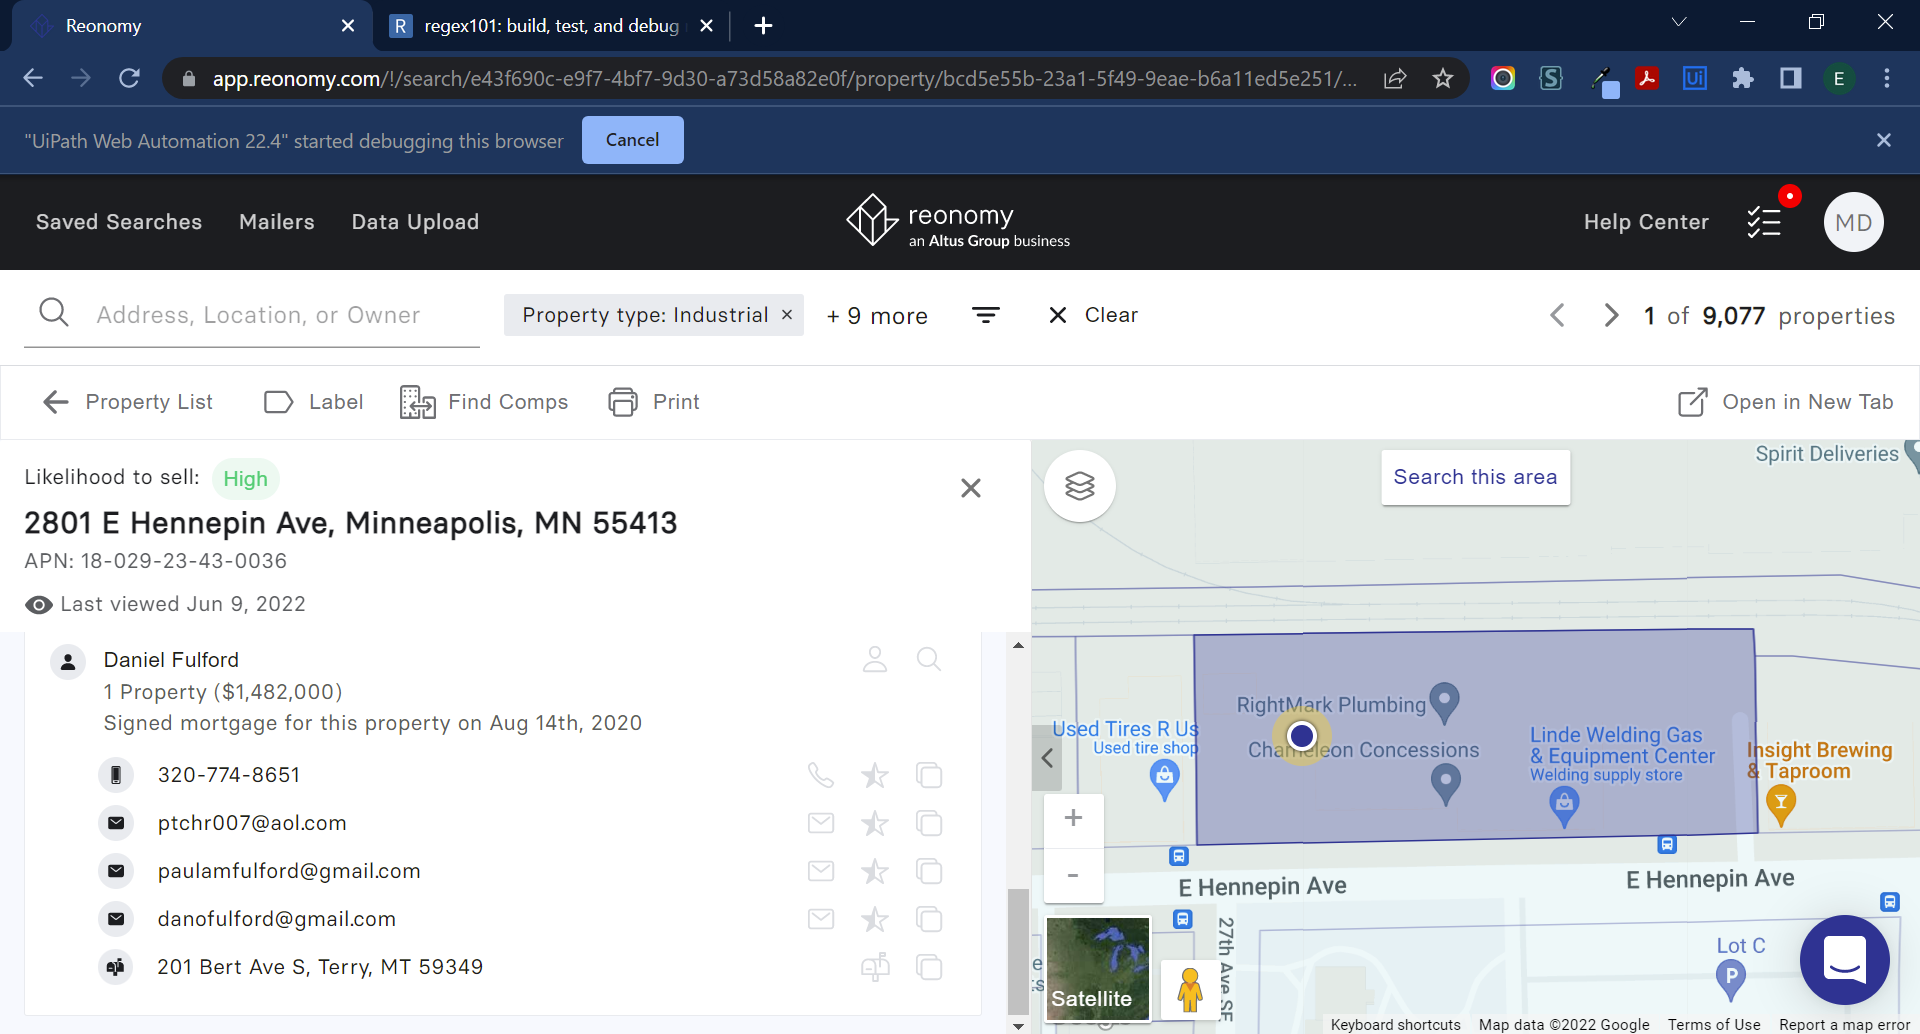 Reonomy
R regex101: build, test, and debug
app.reonomy.com/!/search/e43f690c-e9f7-4bf7-9d30-a73d58a82e0f/property/bcd5e55b-23a1-5f49-9eae-b6a11ed5e251/...
S
Ui
E
"UiPath Web Automation 22.4" started debugging this browser
Cancel
Saved Searches
Mailers
Data Upload
reonomy
an Altus Group business
Help Center
MD
Address, Location, or Owner
Property type: Industrial ×
+ 9 more
Clear
1 of 9,077 properties
Property List
Label
Find Comps
Print
Open in New Tab
Likelihood to sell: High
2801 E Hennepin Ave, Minneapolis, MN 55413
APN: 18-029-23-43-0036
Last viewed Jun 9, 2022
Daniel Fulford
1 Property ($1,482,000)
Signed mortgage for this property on Aug 14th, 2020
320-774-8651
ptchr007@aol.com
paulamfulford@gmail.com
danofulford@gmail.com
201 Bert Ave S, Terry, MT 59349
Search this area
Spirit Deliveries
RightMark Plumbing
Used Tires R Us
Used tire shop
Chameleon Concessions
Linde Welding Gas
& Equipment Center
Welding supply store
Insight Brewing
& Taproom
+
-
E Hennepin Ave
E Hennepin Ave
27th Ave SE
Lot C
P
Satellite
Keyboard shortcuts
Map data ©2022 Google
Terms of Use
Report a map error